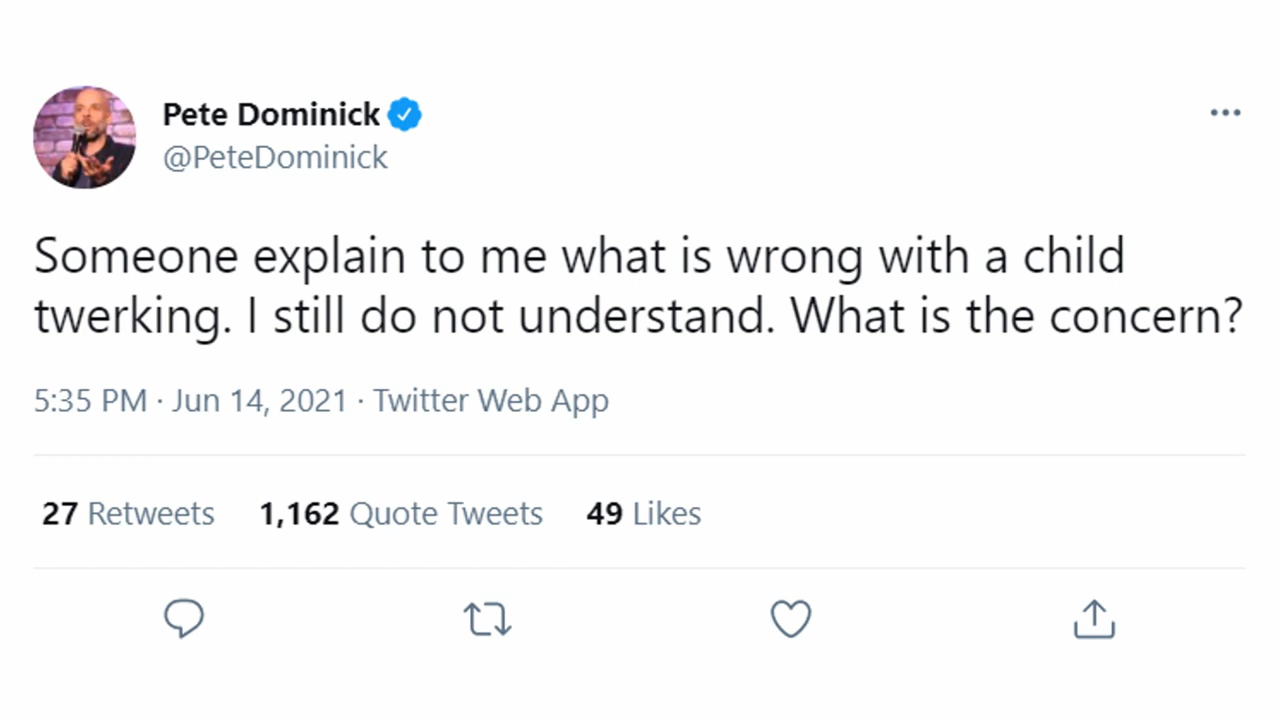 Pete Dominick
@PeteDominick
Someone explain to me what is wrong with a child
twerking. I still do not understand. What is the concern?
5:35 PM · Jun 14, 2021 · Twitter Web App
27 Retweets 1,162 Quote Tweets 49 Likes